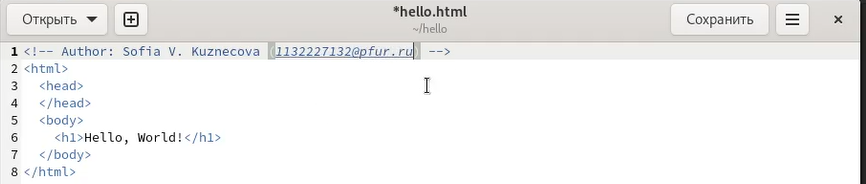 Открыть
*hello.html
~/hello
Сохранить
1 <!-- Author: Sofia V. Kuznecova (1132227132@pfur.ru) -->
2 <html>
3   <head>
4   </head>
5   <body>
6     <h1>Hello, World!</h1>
7   </body>
8 </html>